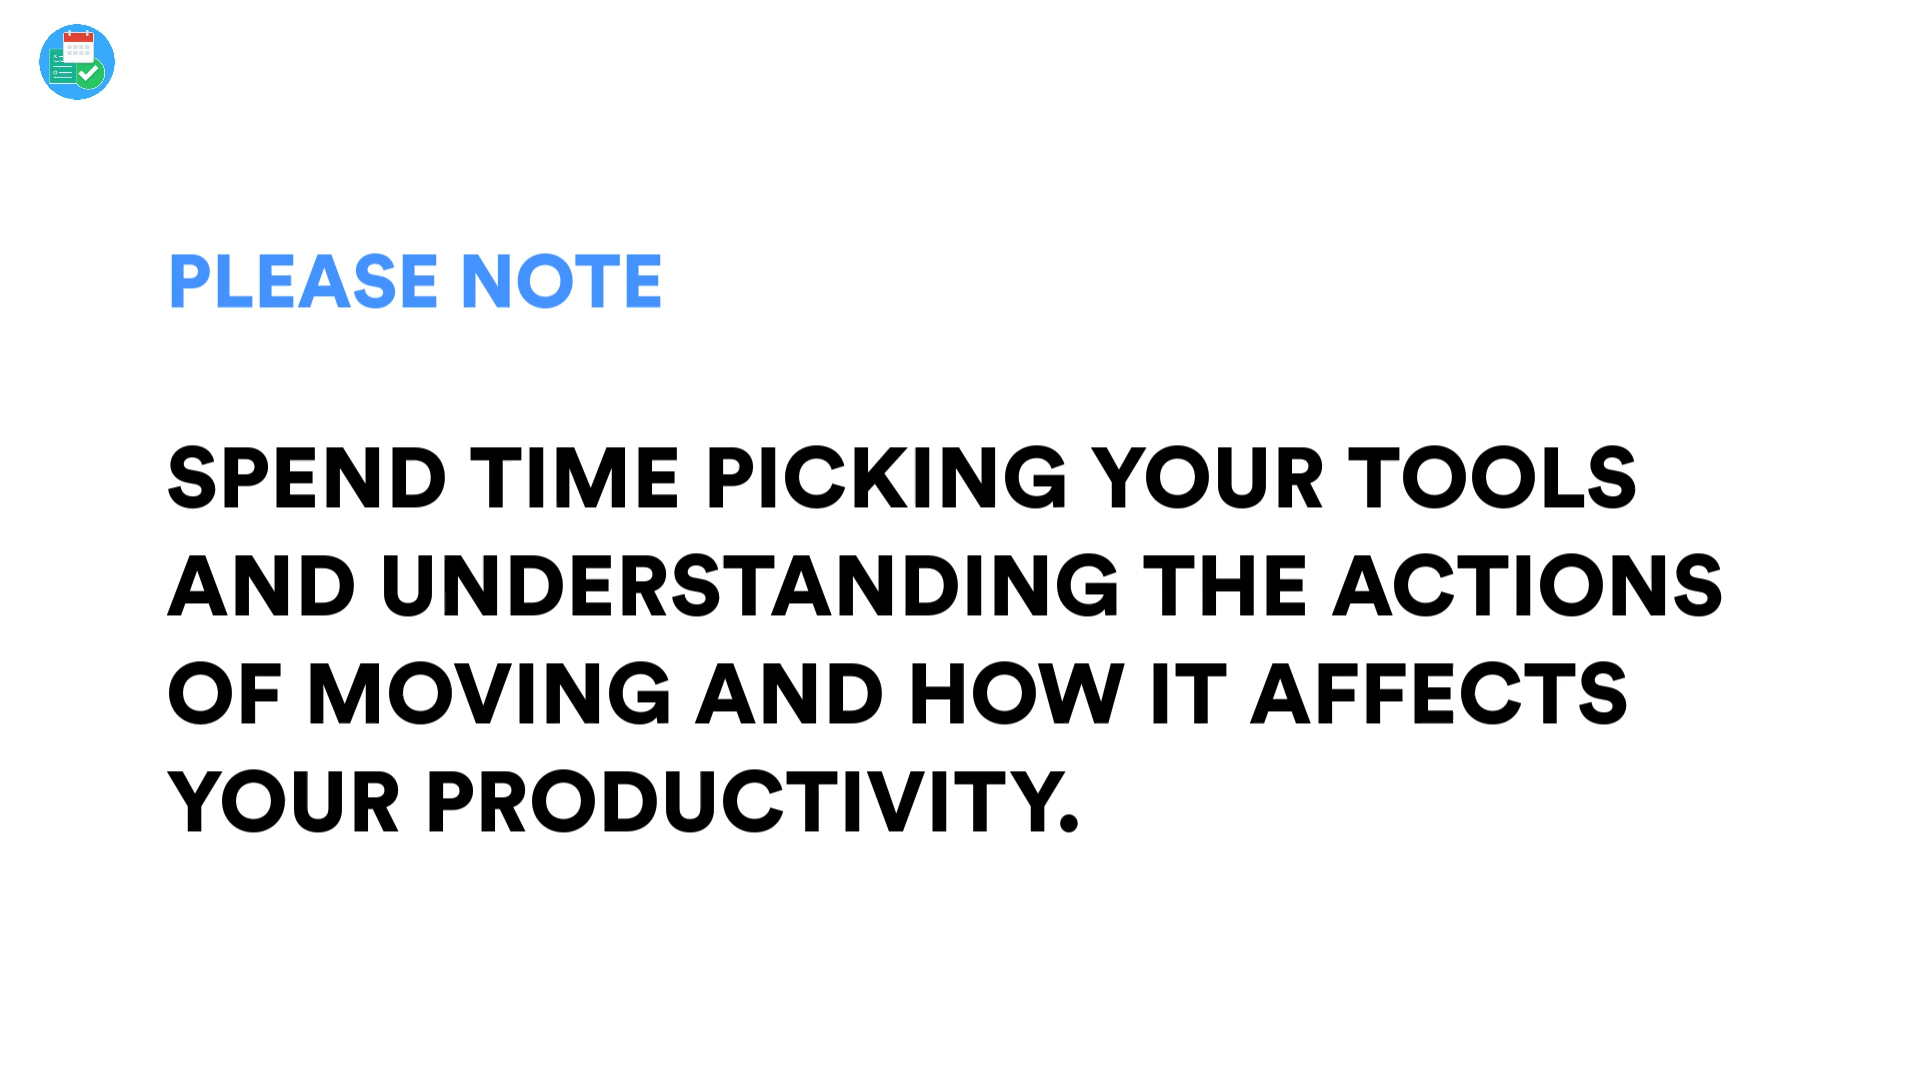 PLEASE NOTE
SPEND TIME PICKING YOUR TOOLS
AND UNDERSTANDING THE ACTIONS
OF MOVING AND HOW IT AFFECTS
YOUR PRODUCTIVITY.